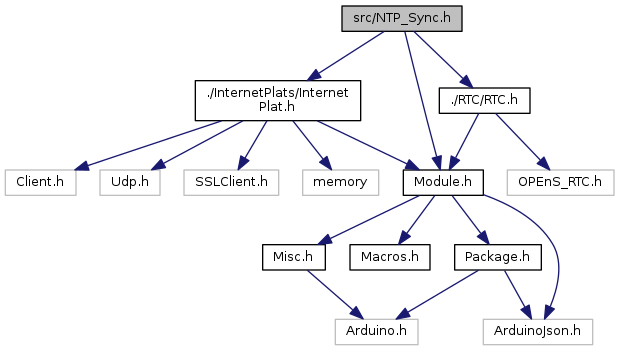 src/NTP_Sync.h
./InternetPlats/Internet
Plat.h
./RTC/RTC.h
Client.h
Udp.h
SSLClient.h
memory
Module.h
OPEnS_RTC.h
Misc.h
Macros.h
Package.h
Arduino.h
ArduinoJson.h